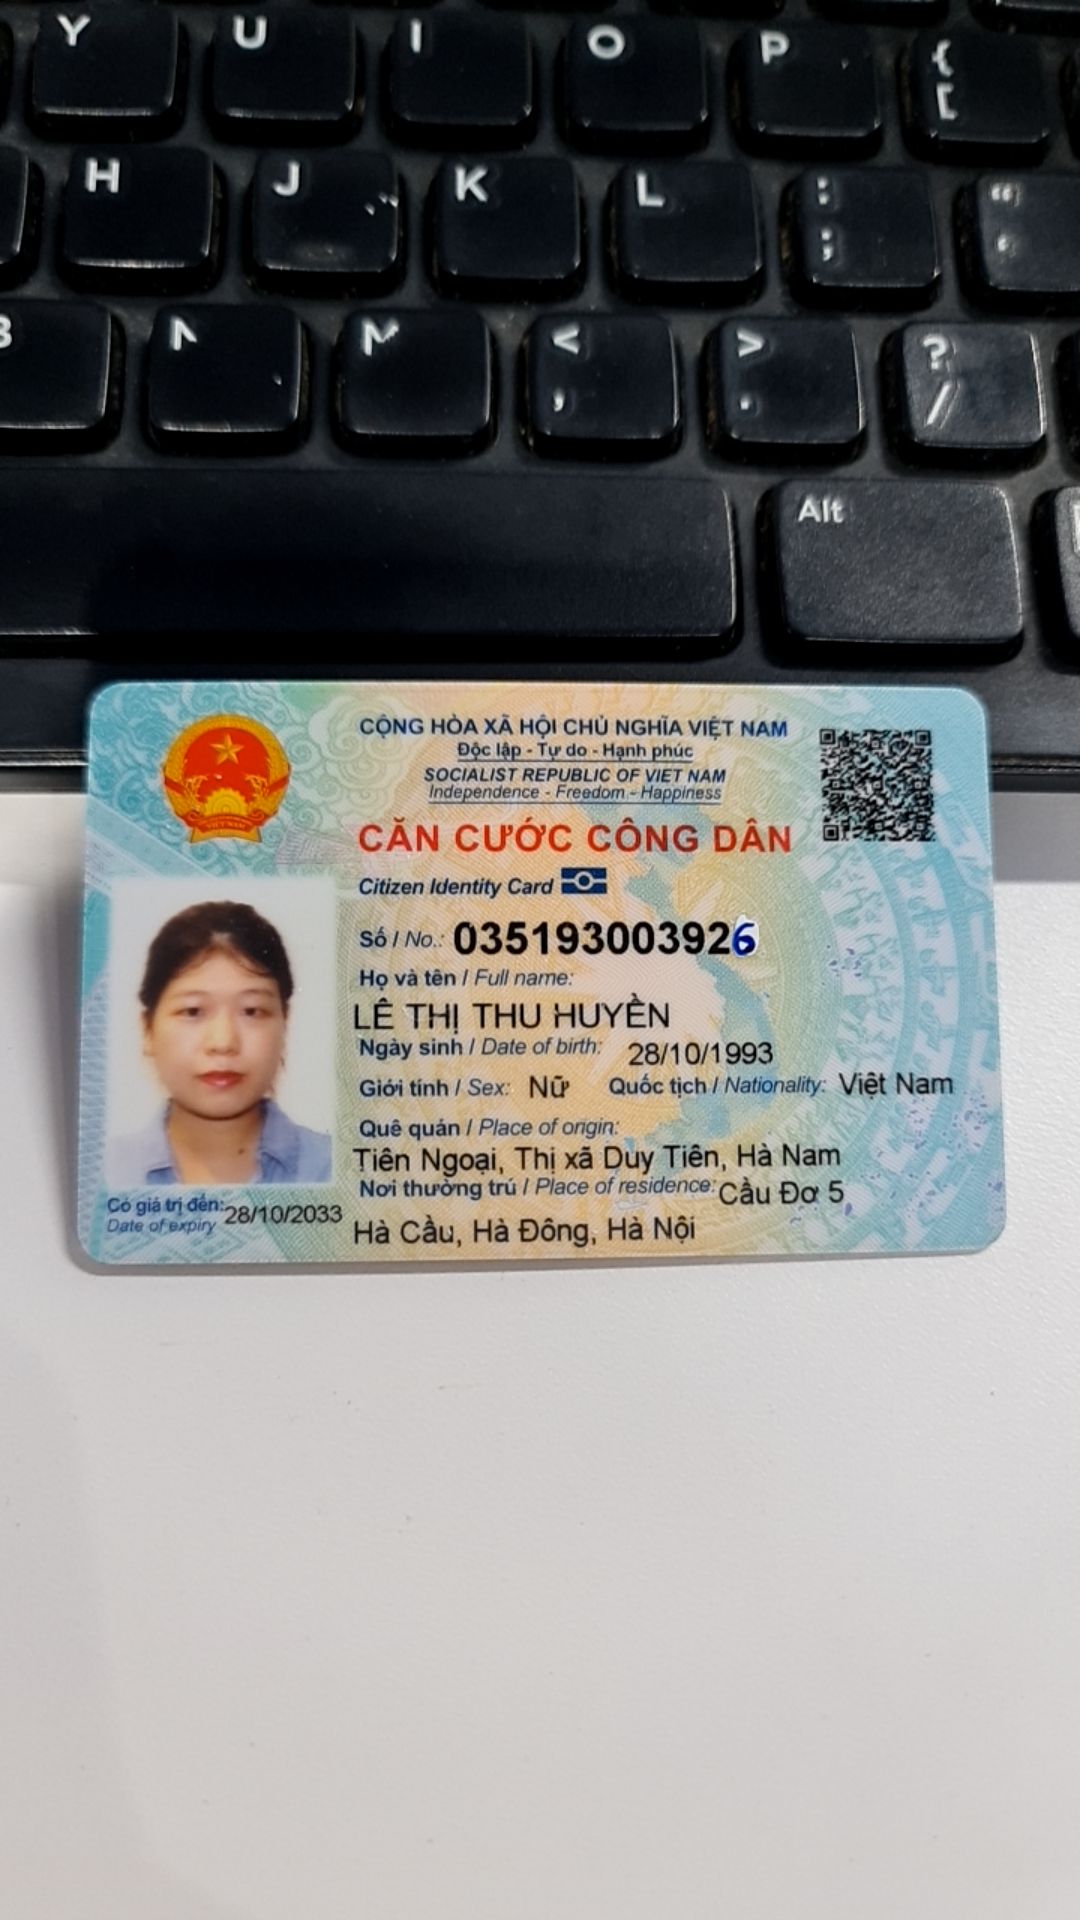 Y U I O P { [
H J K L : ; " '
B N M < , > . ? /
Alt
CỘNG HÒA XÃ HỘI CHỦ NGHĨA VIỆT NAM
Độc lập - Tự do - Hạnh phúc
SOCIALIST REPUBLIC OF VIET NAM
Independence - Freedom - Happiness
CĂN CƯỚC CÔNG DÂN
Citizen Identity Card
Số / No.: 035193003926
Họ và tên / Full name:
LÊ THỊ THU HUYỀN
Ngày sinh / Date of birth: 28/10/1993
Giới tính / Sex: Nữ Quốc tịch / Nationality: Việt Nam
Quê quán / Place of origin:
Tiên Ngoại, Thị xã Duy Tiên, Hà Nam
Nơi thường trú / Place of residence: Cầu Đơ 5
Hà Cầu, Hà Đông, Hà Nội
Có giá trị đến: 28/10/2033
Date of expiry